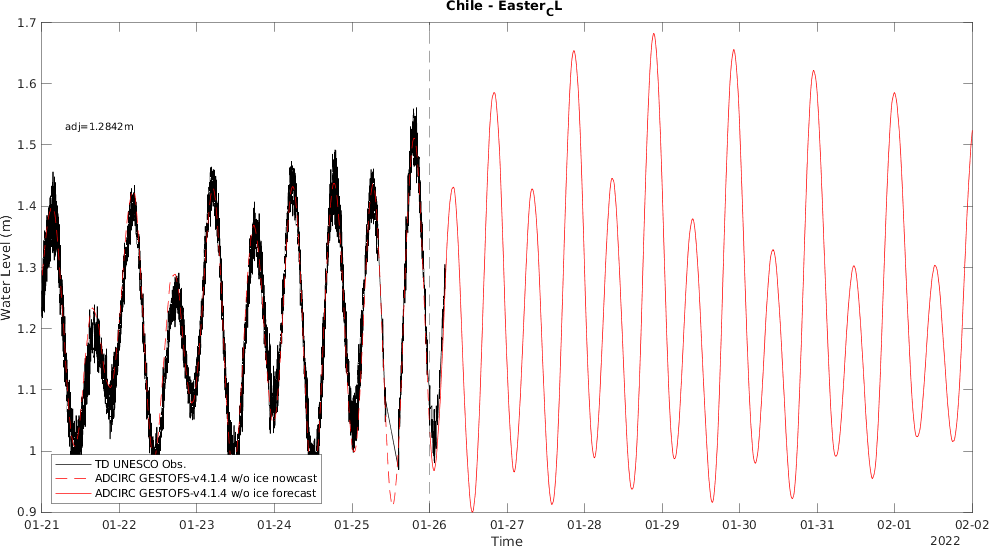 Chile - Easter_CL
1.7
1.6
1.5
1.4
1.3
1.2
1.1
1
0.9
Water Level (m)
adj=1.2842m
TD UNESCO Obs.
ADCIRC GESTOFS-v4.1.4 w/o ice nowcast
ADCIRC GESTOFS-v4.1.4 w/o ice forecast
01-21 01-22 01-23 01-24 01-25 01-26 01-27 01-28 01-29 01-30 01-31 02-01 02-02
Time
2022